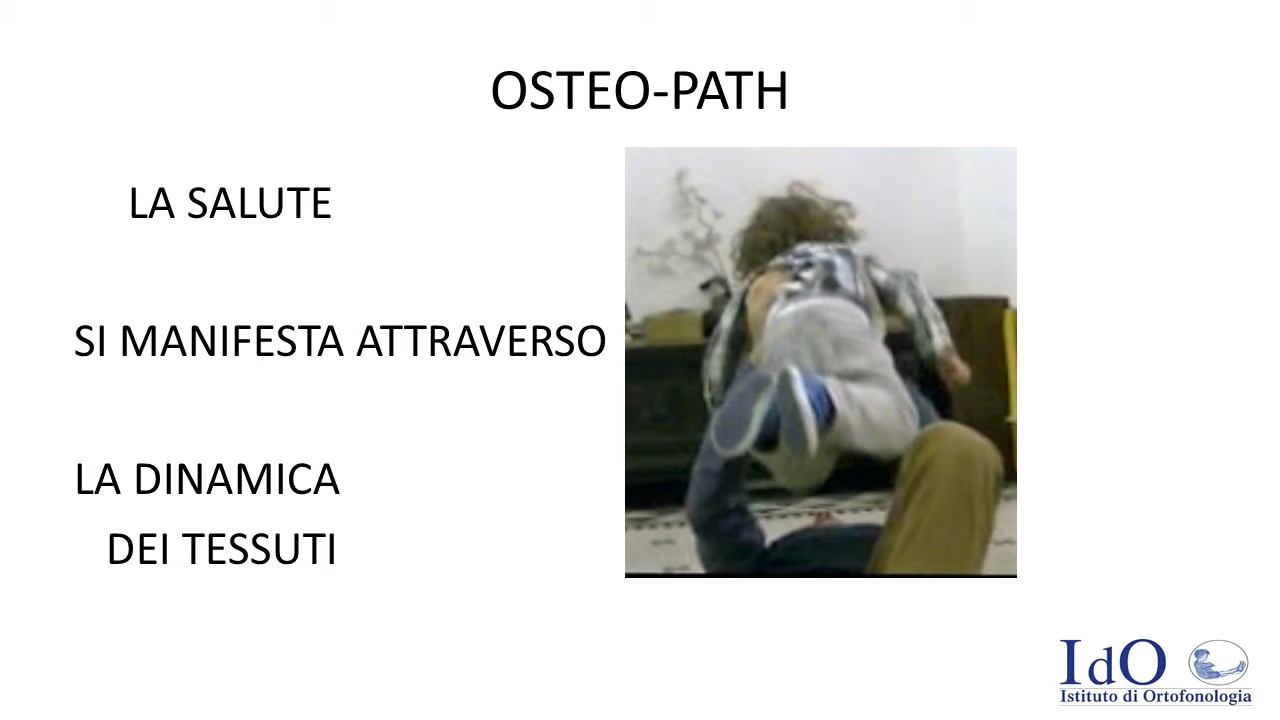 OSTEO-PATH
LA SALUTE
SI MANIFESTA ATTRAVERSO
LA DINAMICA
DEI TESSUTI
IdO
Istituto di Ortofonologia